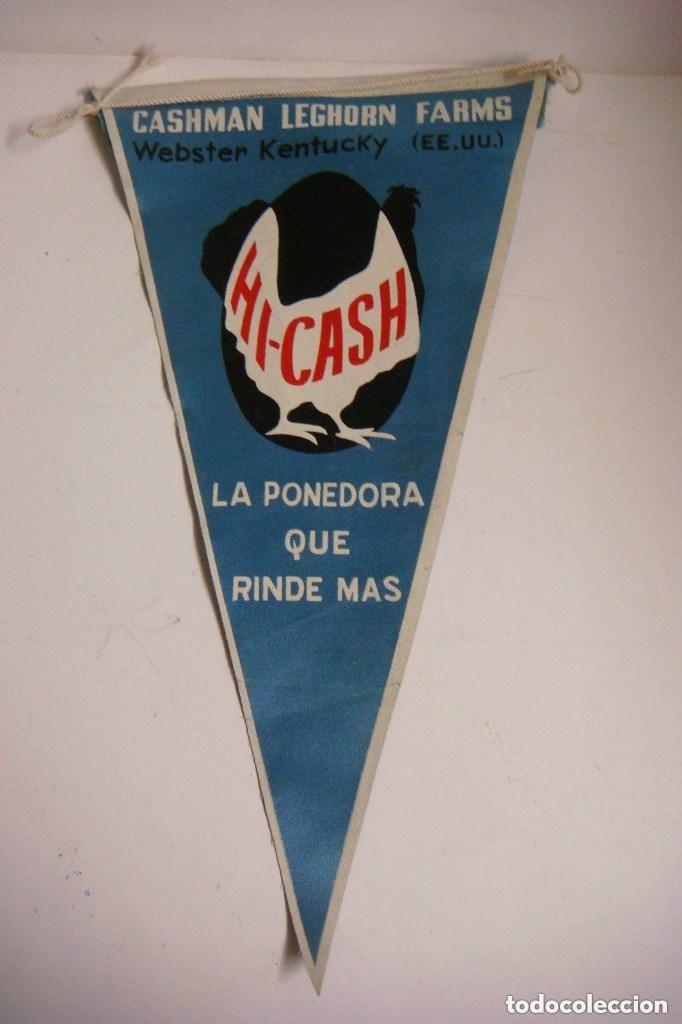 CASHMAN LEGHORN FARMS
Webster Kentucky (EE.UU.)
HI-CASH
LA PONEDORA
QUE
RINDE MAS
todocoleccion